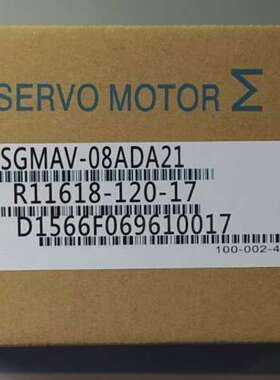 SERVO MOTOR Σ
SGMAV-08ADA21
R11618-120-17
D1566F069610017
100-002-4